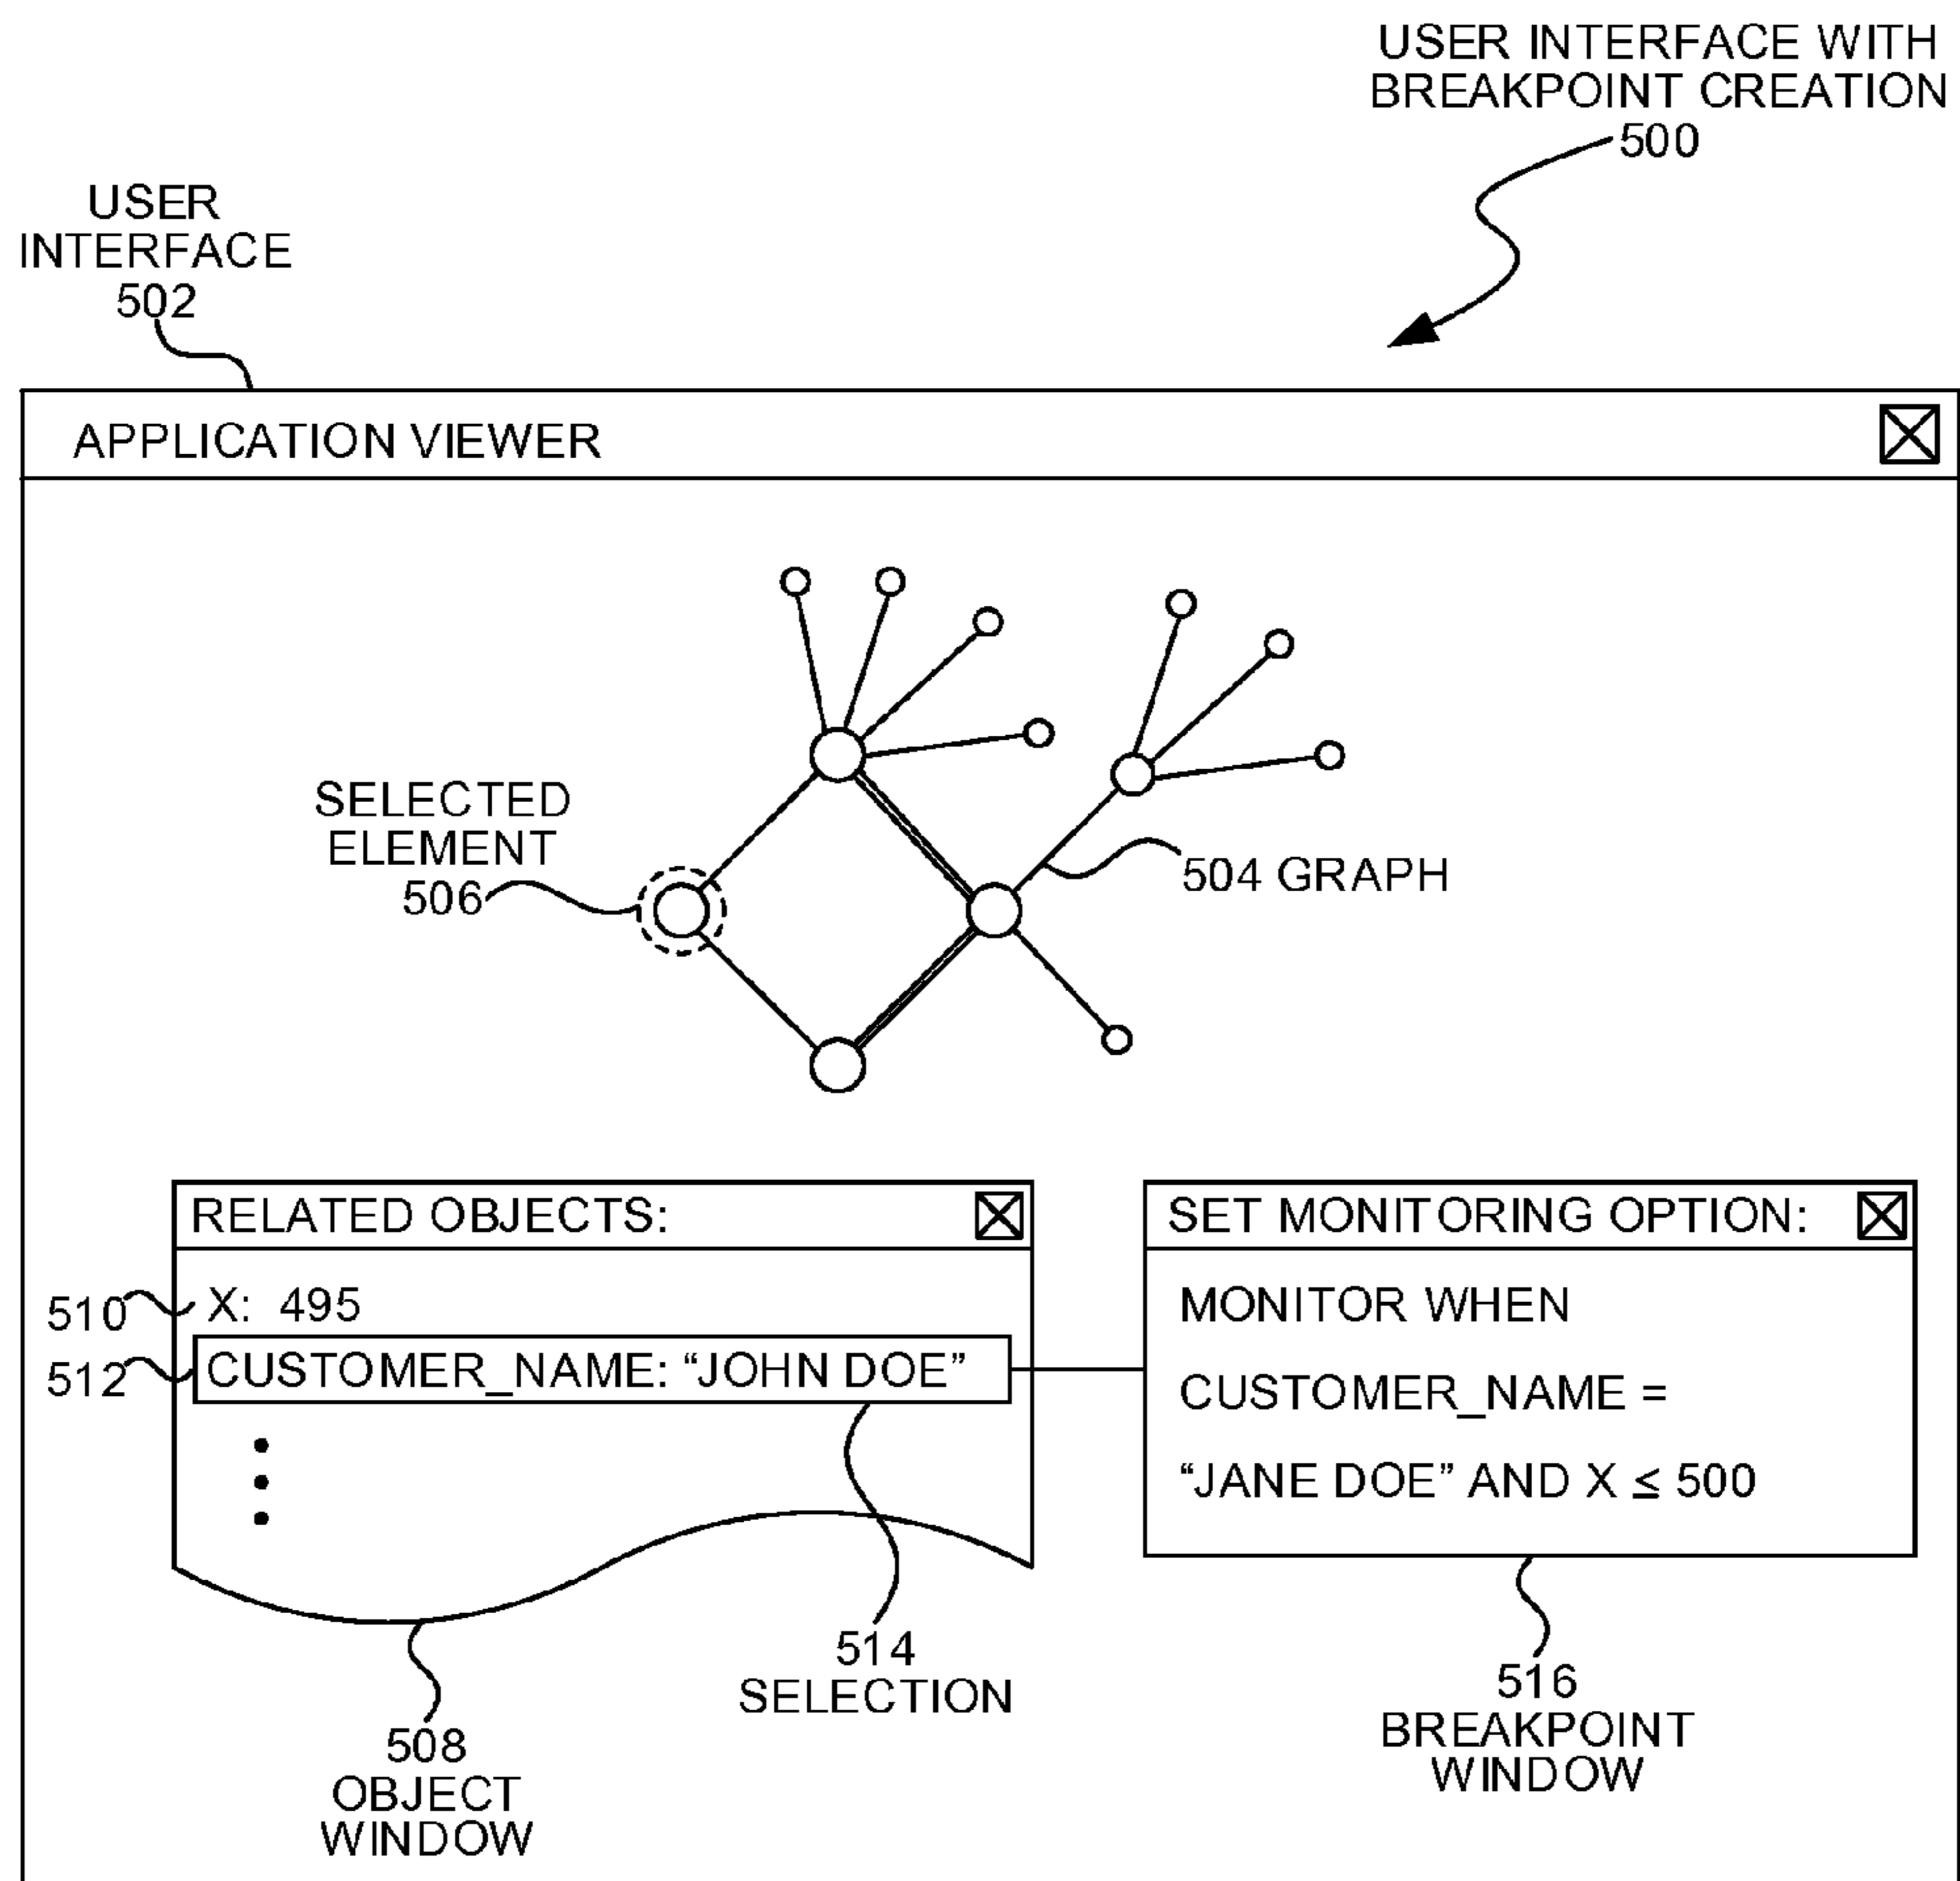 USER INTERFACE WITH
BREAKPOINT CREATION
500
USER
INTERFACE
502
APPLICATION VIEWER
SELECTED
ELEMENT
506
504 GRAPH
RELATED OBJECTS:
510
X: 495
512
CUSTOMER_NAME: “JOHN DOE”
SET MONITORING OPTION:
MONITOR WHEN
CUSTOMER_NAME =
“JANE DOE” AND X ≤ 500
514
SELECTION
508
OBJECT
WINDOW
516
BREAKPOINT
WINDOW